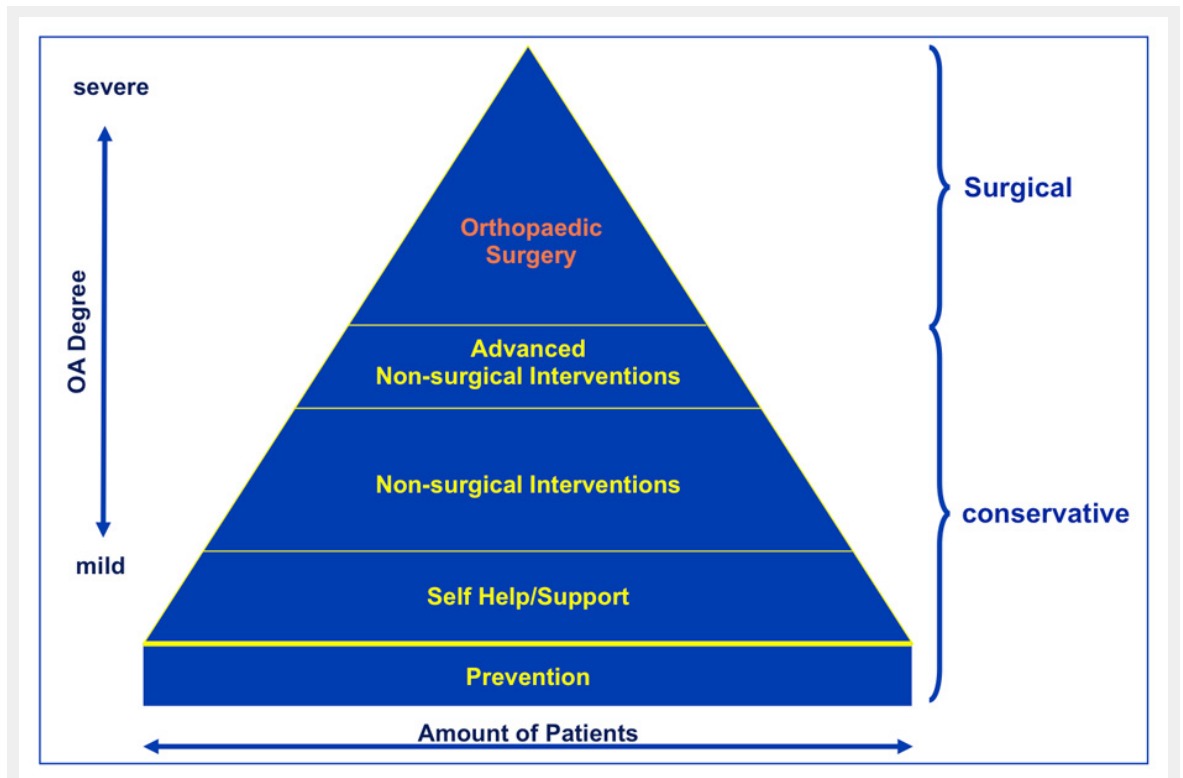 severe
OA Degree
mild
Orthopaedic
Surgery
Advanced
Non-surgical Interventions
Non-surgical Interventions
Self Help/Support
Prevention
Amount of Patients
Surgical
conservative